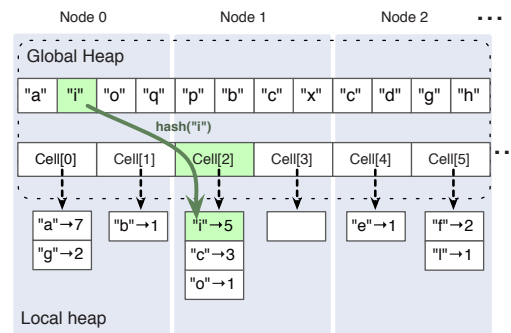 Node 0 Node 1 Node 2 ...
Global Heap
"a" "i" "o" "q" "p" "b" "c" "x" "c" "d" "g" "h"
hash("i")
Cell[0] Cell[1] Cell[2] Cell[3] Cell[4] Cell[5] ...
"a"→7 "b"→1 "i"→5 "e"→1 "f"→2
"g"→2 "c"→3 "l"→1
"o"→1
Local heap